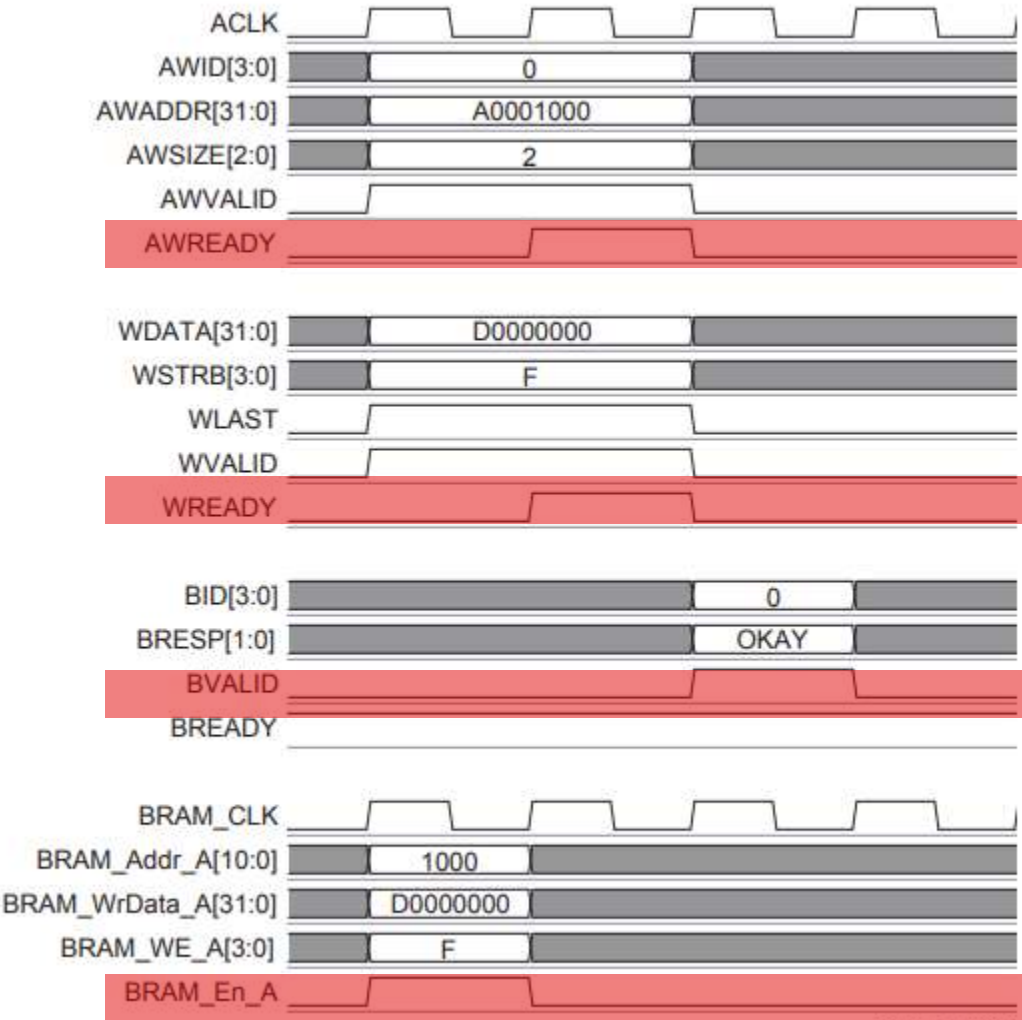 ACLK
AWID[3:0] 0
AWADDR[31:0] A0001000
AWSIZE[2:0] 2
AWVALID
AWREADY
WDATA[31:0] D0000000
WSTRB[3:0] F
WLAST
WVALID
WREADY
BID[3:0] 0
BRESP[1:0] OKAY
BVALID
BREADY
BRAM_CLK
BRAM_Addr_A[10:0] 1000
BRAM_WrData_A[31:0] D0000000
BRAM_WE_A[3:0] F
BRAM_En_A